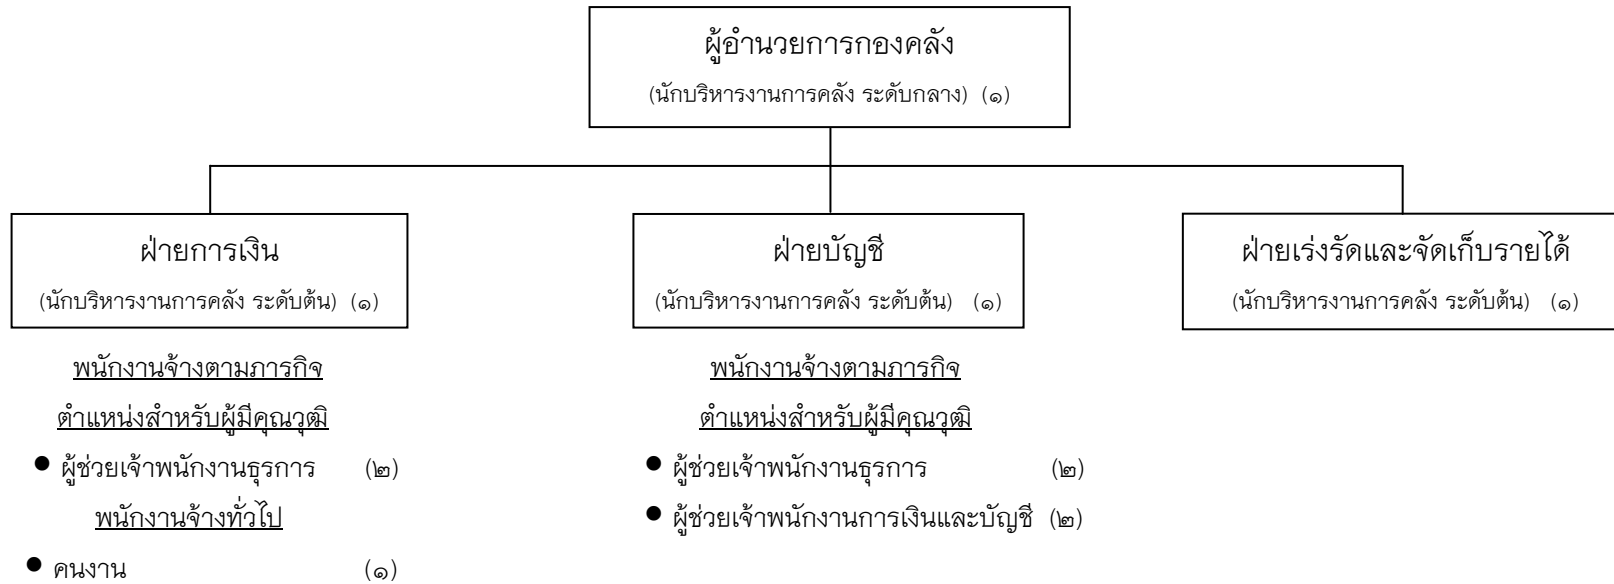 ผู้อำนวยการกองคลัง
(นักบริหารงานการคลัง ระดับกลาง) (๑)
ฝ่ายการเงิน
(นักบริหารงานการคลัง ระดับต้น) (๑)
พนักงานจ้างตามภารกิจ
ตำแหน่งสำหรับผู้มีคุณวุฒิ
● ผู้ช่วยเจ้าพนักงานธุรการ (๒)
พนักงานจ้างทั่วไป
● คนงาน (๑)
ฝ่ายบัญชี
(นักบริหารงานการคลัง ระดับต้น) (๑)
พนักงานจ้างตามภารกิจ
ตำแหน่งสำหรับผู้มีคุณวุฒิ
● ผู้ช่วยเจ้าพนักงานธุรการ (๒)
● ผู้ช่วยเจ้าพนักงานการเงินและบัญชี (๒)
ฝ่ายเร่งรัดและจัดเก็บรายได้
(นักบริหารงานการคลัง ระดับต้น) (๑)